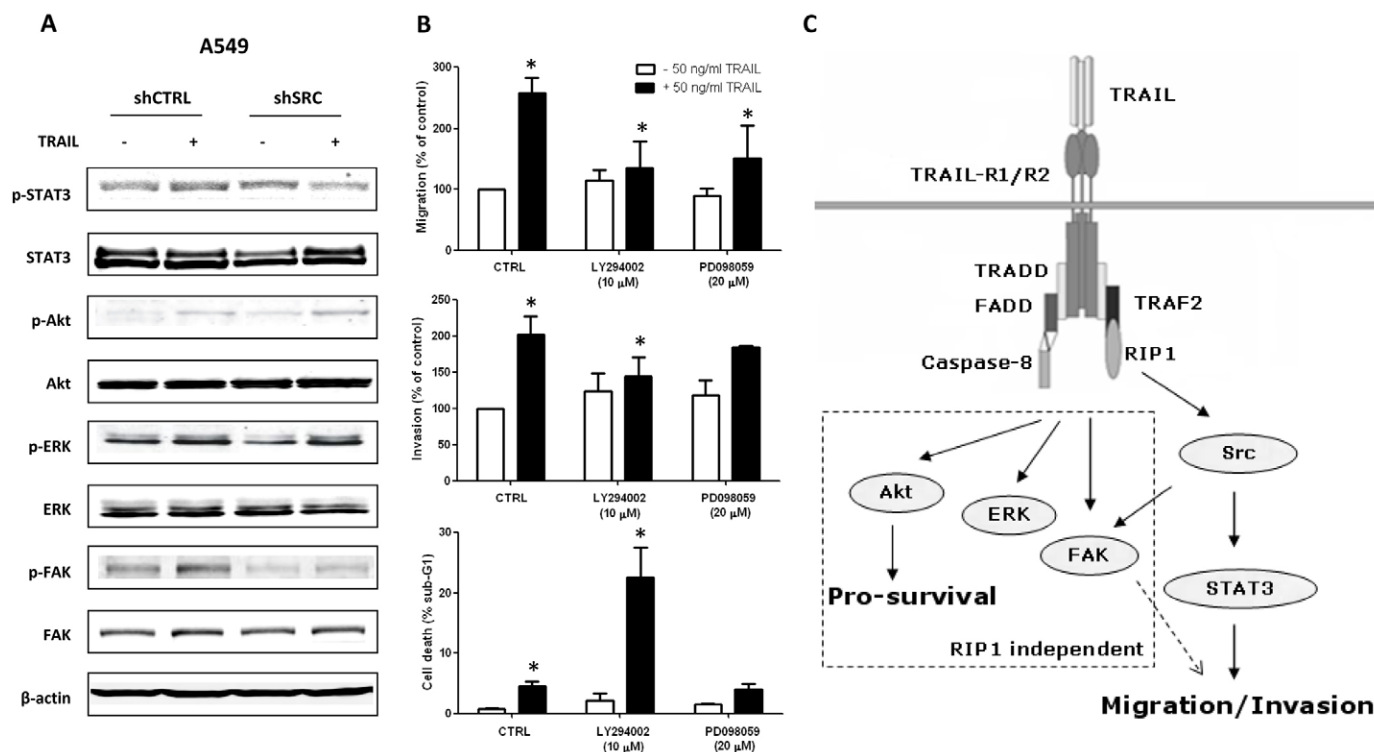 A
A549
shCTRL shSRC
TRAIL - + - +
p-STAT3
STAT3
p-Akt
Akt
p-ERK
ERK
p-FAK
FAK
β-actin
B
- 50 ng/ml TRAIL
+ 50 ng/ml TRAIL
Migration (% of control)
300
200
100
0
* * *
CTRL LY294002 PD098059
(10 µM) (20 µM)
Invasion (% of control)
250
200
150
100
50
0
* *
CTRL LY294002 PD098059
(10 µM) (20 µM)
Cell death (% sub-G1)
30
20
10
0
* *
CTRL LY294002 PD098059
(10 µM) (20 µM)
C
TRAIL
TRAIL-R1/R2
TRADD
FADD
TRAF2
Caspase-8
RIP1
Src
Akt
ERK
FAK
STAT3
Pro-survival
RIP1 independent
Migration/Invasion